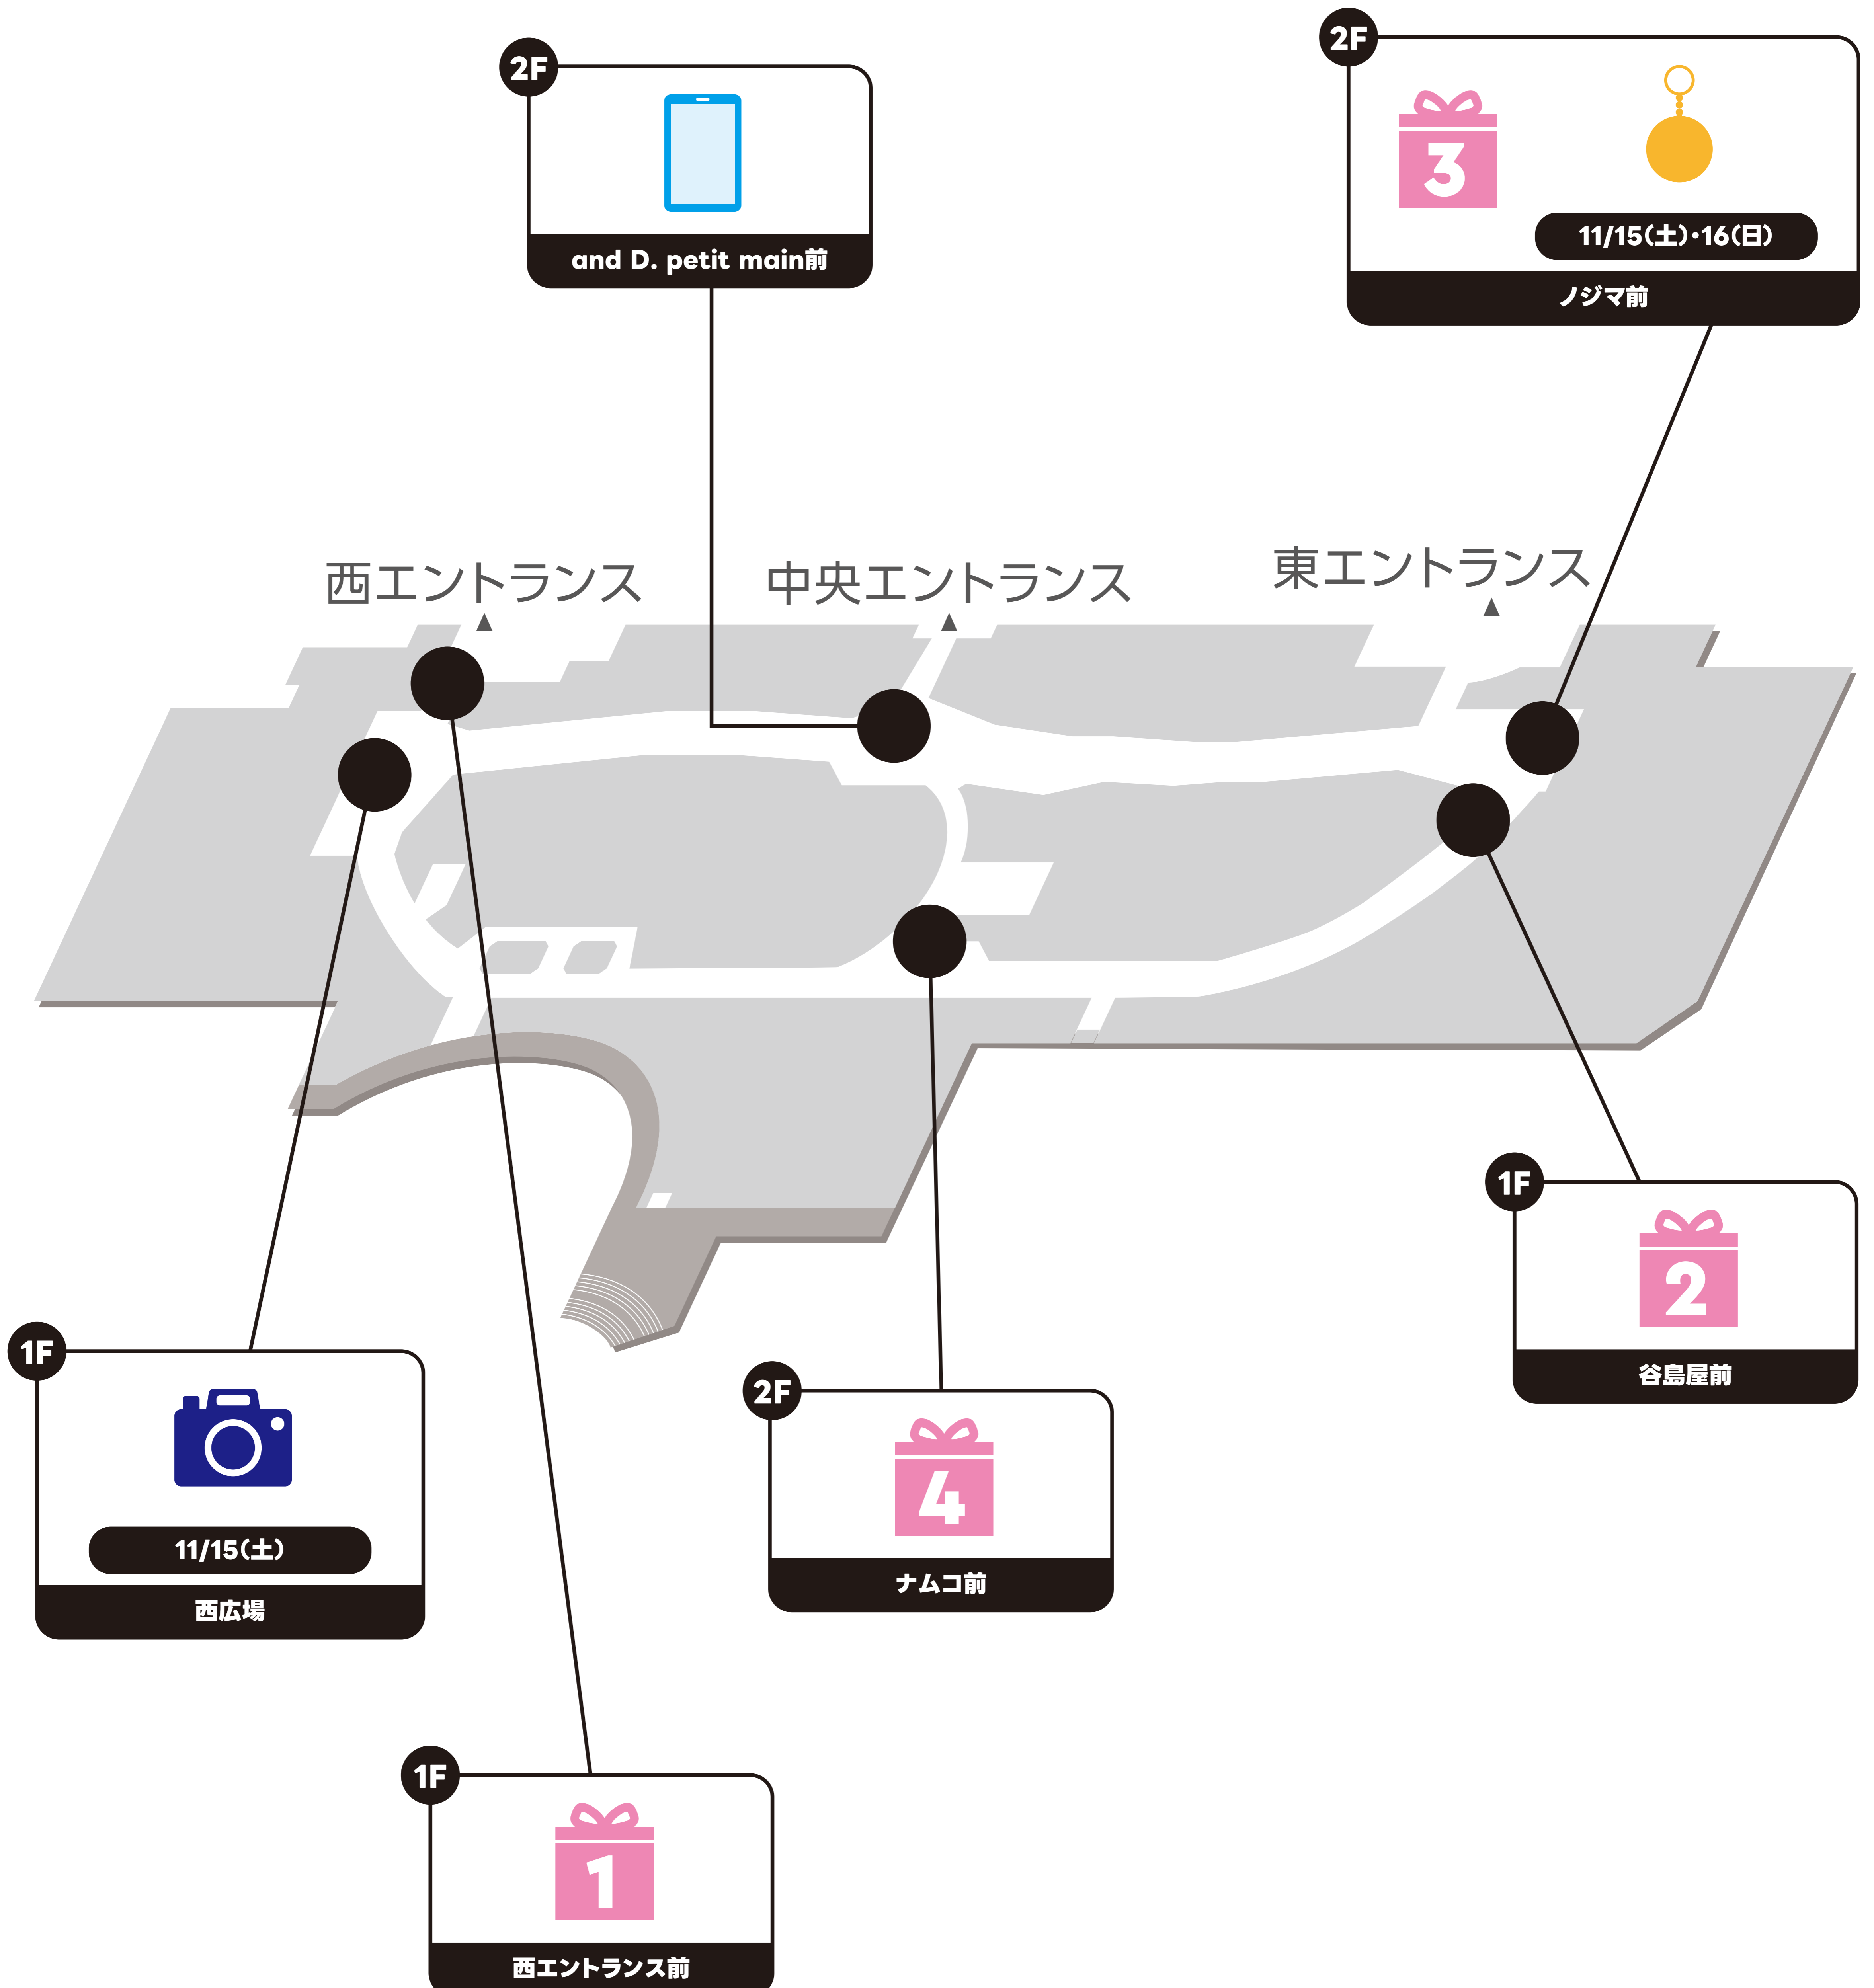 2F
and D. petit main前
2F
3
11/15(土)・16(日)
ノジマ前
西エントランス
中央エントランス
東エントランス
▲
▲
▲
1F
2
谷島屋前
1F
11/15(土)
西広場
2F
4
ナムコ前
1F
1
西エントランス前